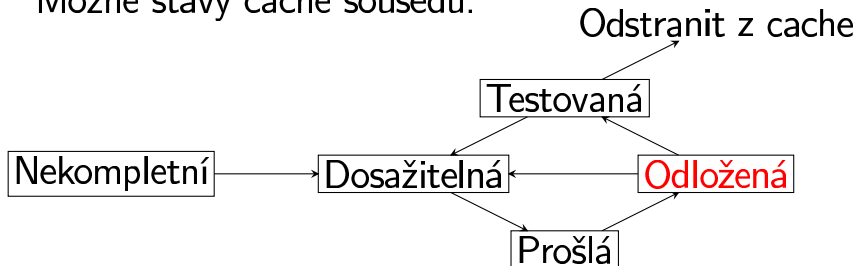 Možné stavy cache sousedů:
Odstranit z cache
Testovaná
Nekompletní
Dosažitelná
Odložená
Prošlá